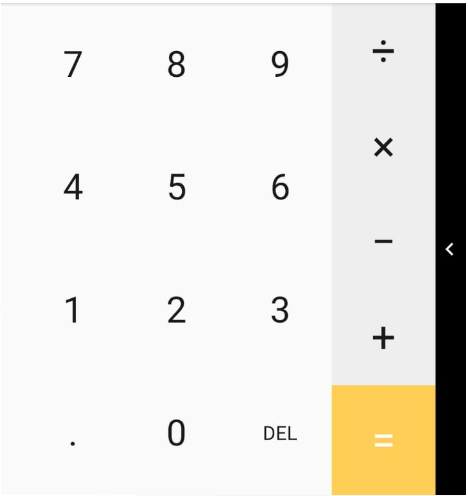 7 8 9 ÷
4 5 6 ×
−
1 2 3 +
. 0 DEL =
<